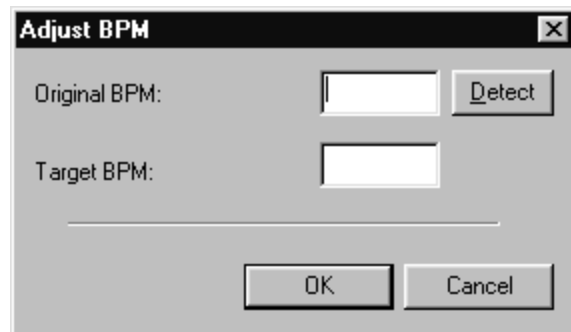 Adjust BPM
Original BPM:
Detect
Target BPM:
OK
Cancel